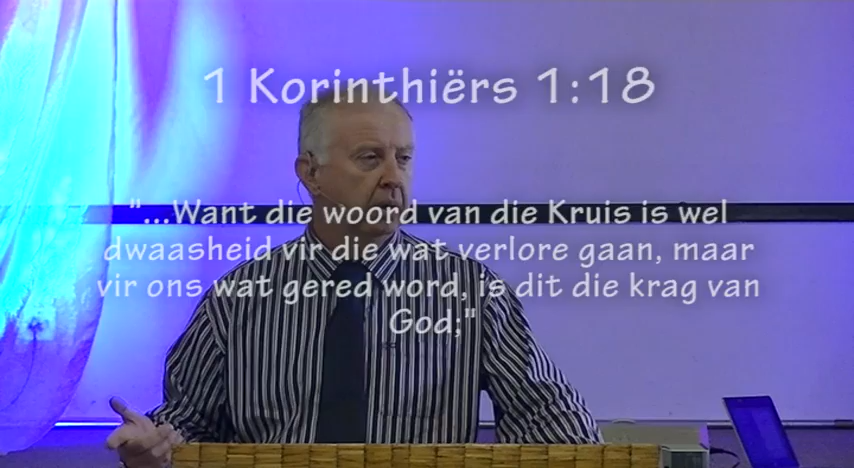 1 Korinthiërs 1:18
"...Want die woord van die Kruis is wel
dwaasheid vir die wat verlore gaan, maar
vir ons wat gered word, is dit die krag van
God;"